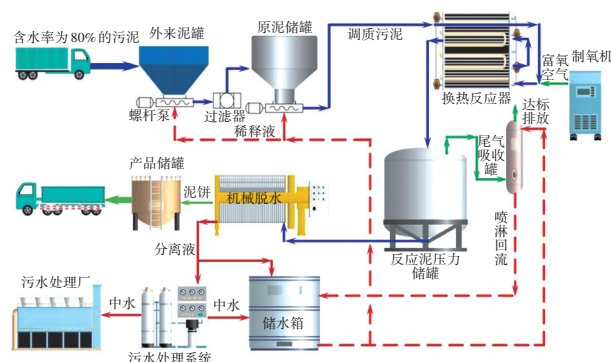 含水率为80%的污泥
外来泥罐
原泥储罐
调质污泥
富氧
空气
制氧机
螺杆泵
过滤器
稀释液
换热反应器
达标
排放
尾气
吸收
罐
产品储罐
泥饼
机械脱水
喷淋回流
分离液
反应泥压力
储罐
污水处理厂
中水
中水
储水箱
污水处理系统